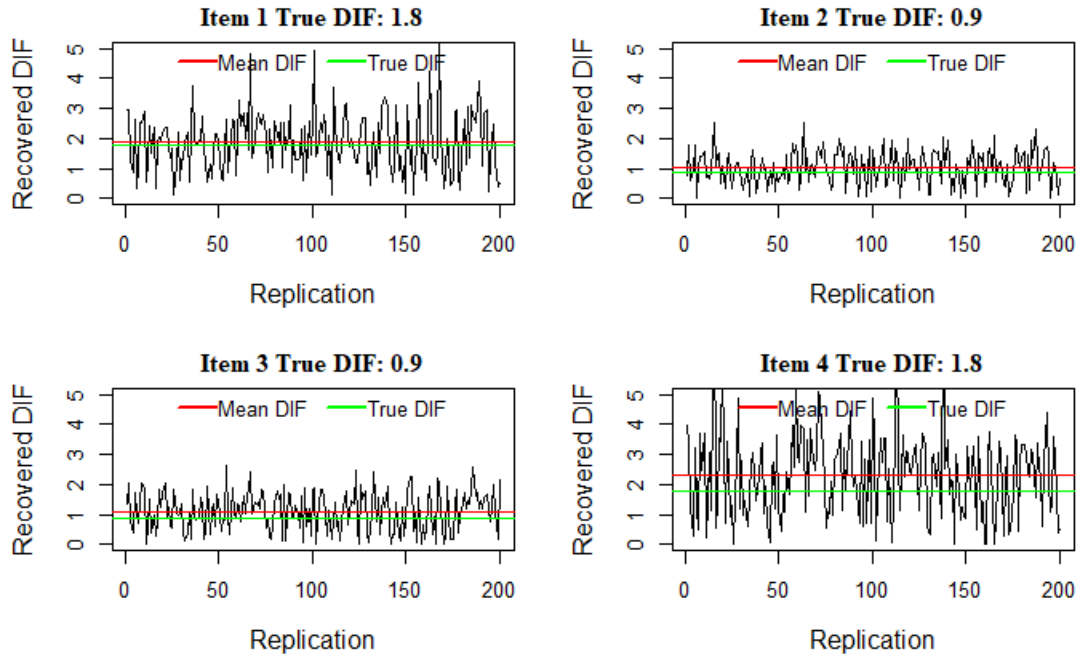 Item 1 True DIF: 1.8
Recovered DIF
5
4
3
2
1
0
Mean DIF True DIF
0 50 100 150 200
Replication
Item 2 True DIF: 0.9
Recovered DIF
5
4
3
2
1
0
Mean DIF True DIF
0 50 100 150 200
Replication
Item 3 True DIF: 0.9
Recovered DIF
5
4
3
2
1
0
Mean DIF True DIF
0 50 100 150 200
Replication
Item 4 True DIF: 1.8
Recovered DIF
5
4
3
2
1
0
Mean DIF True DIF
0 50 100 150 200
Replication